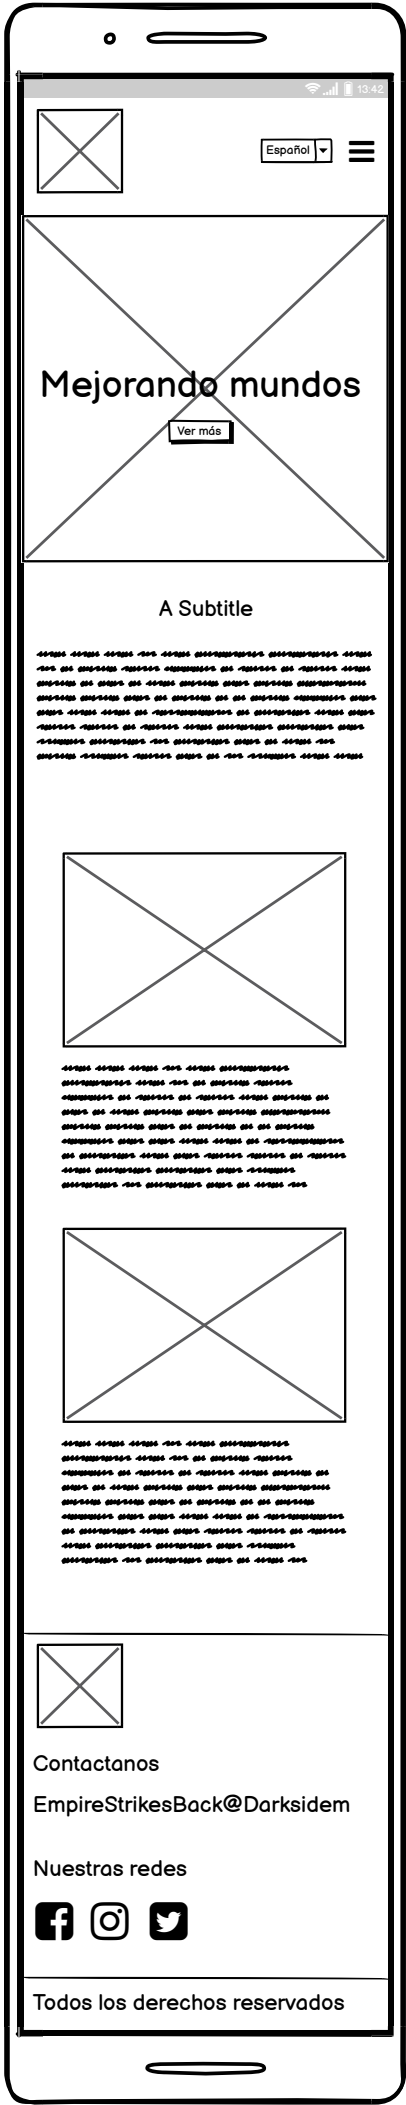 13:42
Español
Mejorando mundos
Ver más
A Subtitle
Contactanos
EmpireStrikesBack@Darksidem
Nuestras redes
Todos los derechos reservados